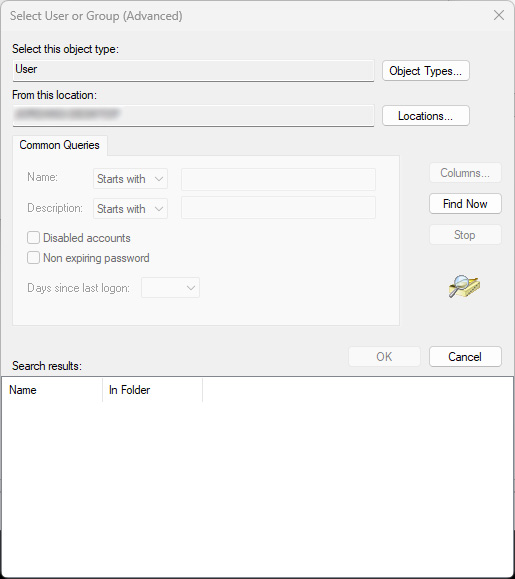 Select User or Group (Advanced)
Select this object type:
User
Object Types...
From this location:
Locations...
Common Queries
Name:
Starts with
Columns...
Description:
Starts with
Find Now
Disabled accounts
Stop
Non expiring password
Days since last logon:
OK
Cancel
Search results:
Name
In Folder